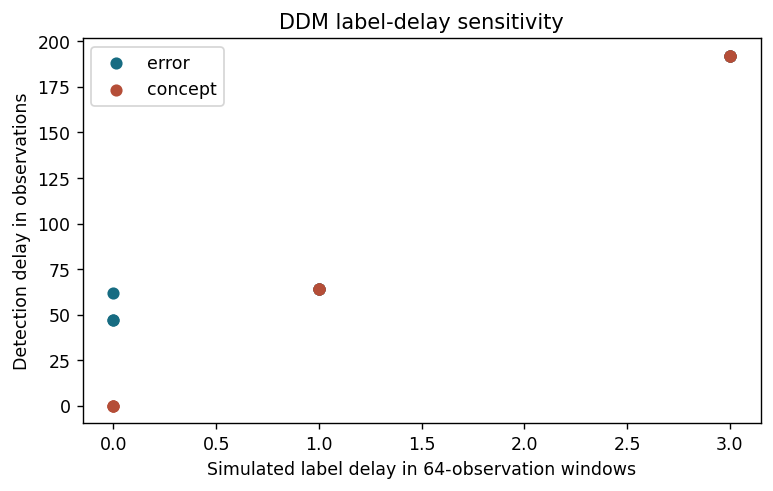 DDM label-delay sensitivity
error
concept
Detection delay in observations
200
175
150
125
100
75
50
25
0
0.0 0.5 1.0 1.5 2.0 2.5 3.0
Simulated label delay in 64-observation windows